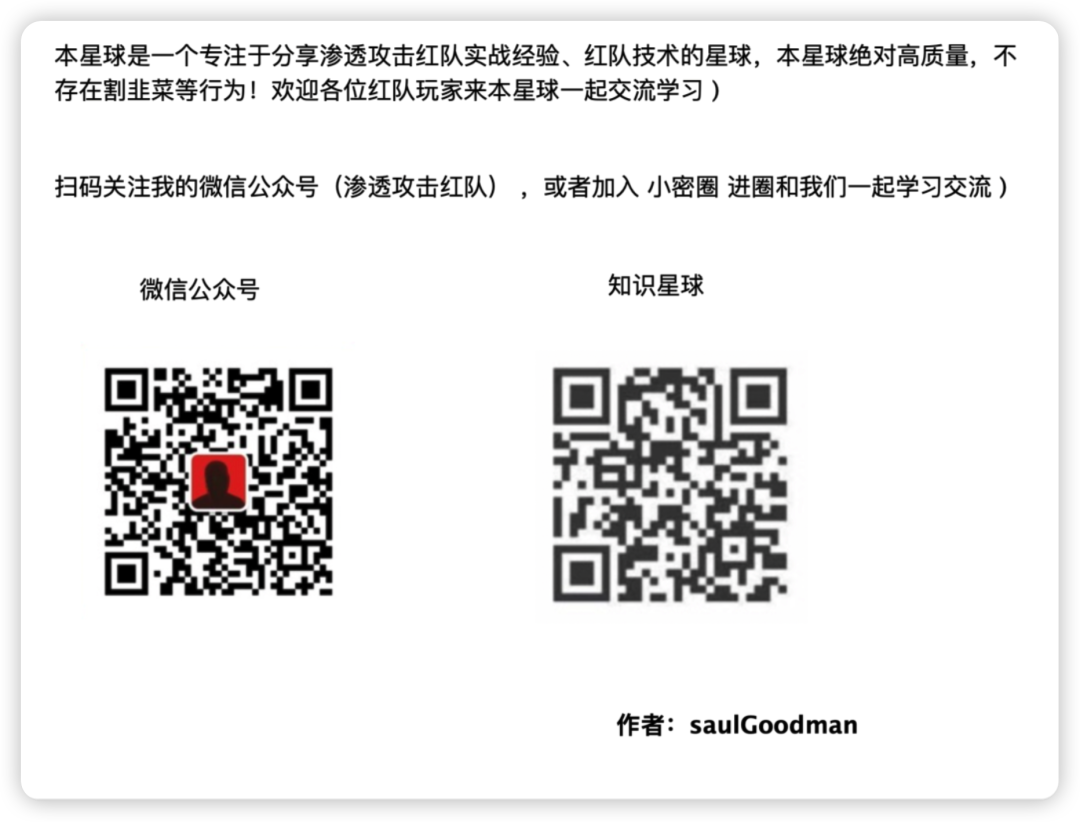 本星球是一个专注于分享渗透攻击红队实战经验、红队技术的星球，本星球绝对高质量，不
存在割韭菜等行为！欢迎各位红队玩家来本星球一起交流学习 )
扫码关注我的微信公众号（渗透攻击红队） ，或者加入 小密圈 进圈和我们一起学习交流 )
微信公众号
知识星球
作者：saulGoodman